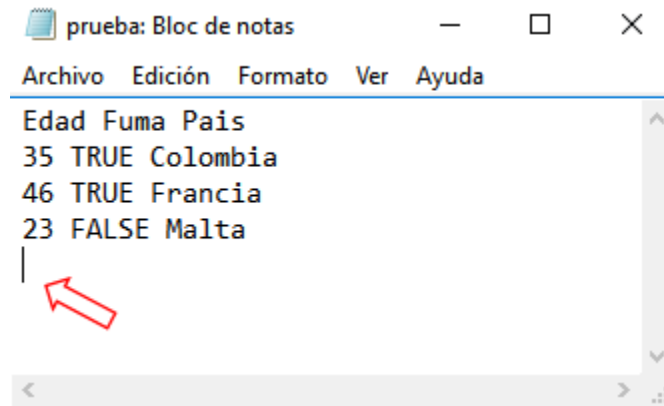 prueba: Bloc de notas
Archivo Edición Formato Ver Ayuda
Edad Fuma Pais
35 TRUE Colombia
46 TRUE Francia
23 FALSE Malta